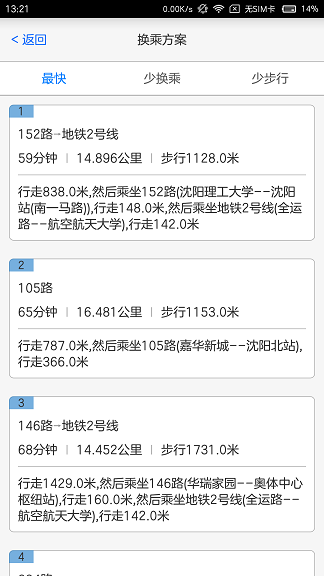 13:21 0.00K/s 无SIM卡 14%
< 返回 换乘方案
最快 少换乘 少步行
1
152路→地铁2号线
59分钟 | 14.896公里 | 步行1128.0米
行走838.0米,然后乘坐152路(沈阳理工大学--沈阳
站(南一马路)),行走148.0米,然后乘坐地铁2号线(全运
路--航空航天大学),行走142.0米
2
105路
65分钟 | 16.481公里 | 步行1153.0米
行走787.0米,然后乘坐105路(嘉华新城--沈阳北站),
行走366.0米
3
146路→地铁2号线
68分钟 | 14.452公里 | 步行1731.0米
行走1429.0米,然后乘坐146路(华瑞家园--奥体中心
枢纽站),行走160.0米,然后乘坐地铁2号线(全运路--
航空航天大学),行走142.0米
4